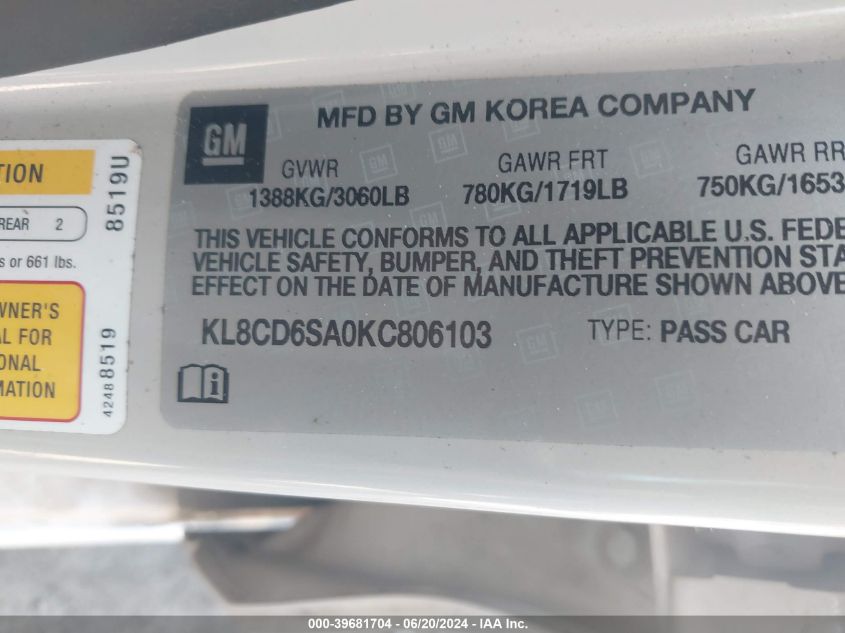 GM
MFD BY GM KOREA COMPANY
GVWR GAWR FRT GAWR RR
1388KG/3060LB 780KG/1719LB 750KG/1653
THIS VEHICLE CONFORMS TO ALL APPLICABLE U.S. FEDE
VEHICLE SAFETY, BUMPER, AND THEFT PREVENTION STA
EFFECT ON THE DATE OF MANUFACTURE SHOWN ABOVE
KL8CD6SA0KC806103 TYPE: PASS CAR
TION
REAR 2
s or 661 lbs.
WNER'S
AL FOR
ONAL
MATION
8519U
42488519
000-39681704 - 06/20/2024 - IAA Inc.